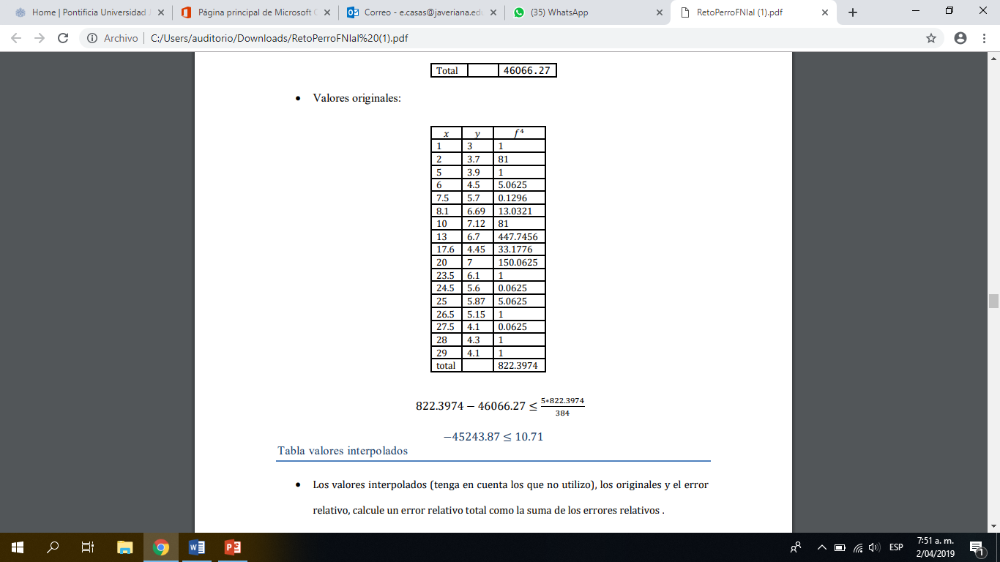 Home | Pontificia Universidad J
Página principal de Microsoft O
Correo - e.casas@javeriana.edu
(35) WhatsApp
RetoPerroFNIal (1).pdf
Archivo | C:/Users/auditorio/Downloads/RetoPerroFNIal%20(1).pdf
Total 46066.27
• Valores originales:
x y f⁴
1 3 1
2 3.7 81
5 3.9 1
6 4.5 5.0625
7.5 5.7 0.1296
8.1 6.69 13.0321
10 7.12 81
13 6.7 447.7456
17.6 4.45 33.1776
20 7 150.0625
23.5 6.1 1
24.5 5.6 0.0625
25 5.87 5.0625
26.5 5.15 1
27.5 4.1 0.0625
28 4.3 1
29 4.1 1
total 822.3974
822.3974 − 46066.27 ≤ 5*822.3974/384
−45243.87 ≤ 10.71
Tabla valores interpolados
• Los valores interpolados (tenga en cuenta los que no utilizo), los originales y el error
relativo, calcule un error relativo total como la suma de los errores relativos .
ESP
7:51 a. m.
2/04/2019
1